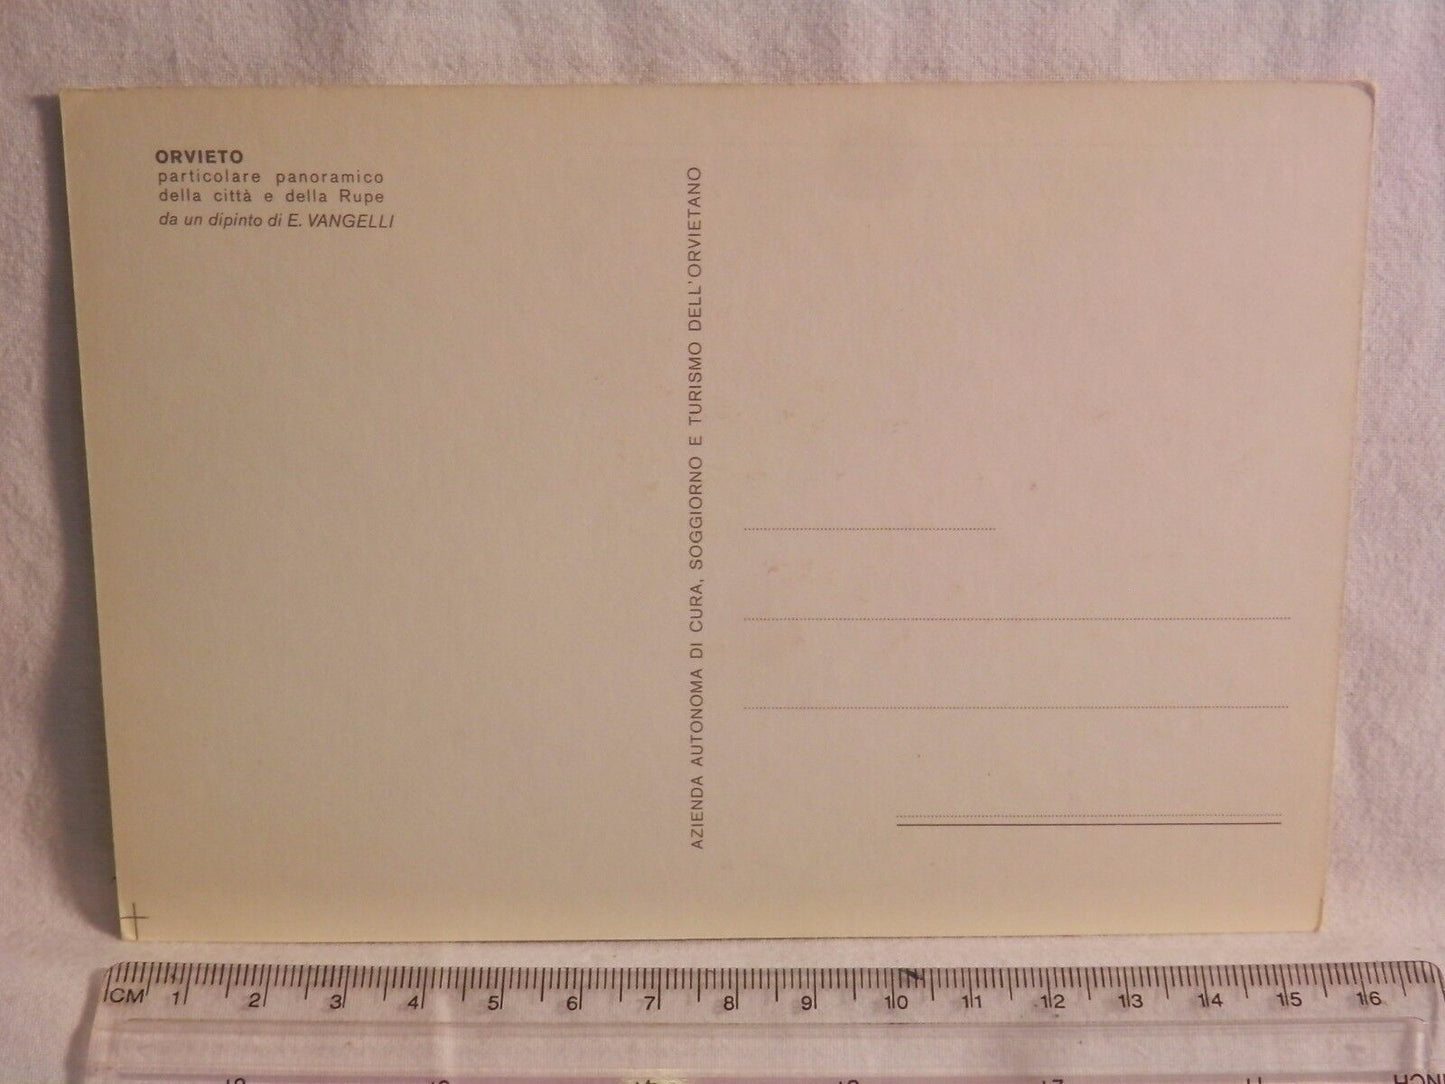 ORVIETO
particolare panoramico
della città e della Rupe
da un dipinto di E. VANGELLI
AZIENDA AUTONOMA DI CURA, SOGGIORNO E TURISMO DELL'ORVIETANO
CM 1 2 3 4 5 6 7 8 9 10 11 12 13 14 15 16